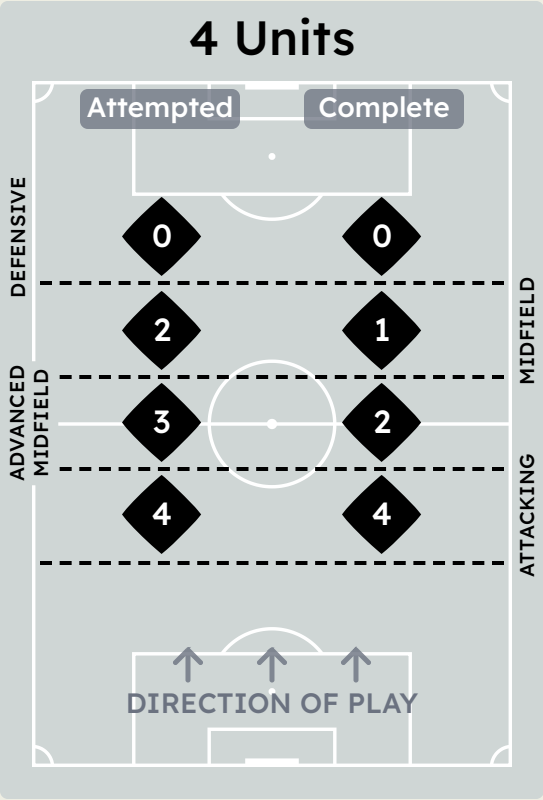 4 Units
Attempted Complete
DEFENSIVE
0 0
MIDFIELD
2 1
ADVANCED
MIDFIELD
3 2
ATTACKING
4 4
DIRECTION OF PLAY